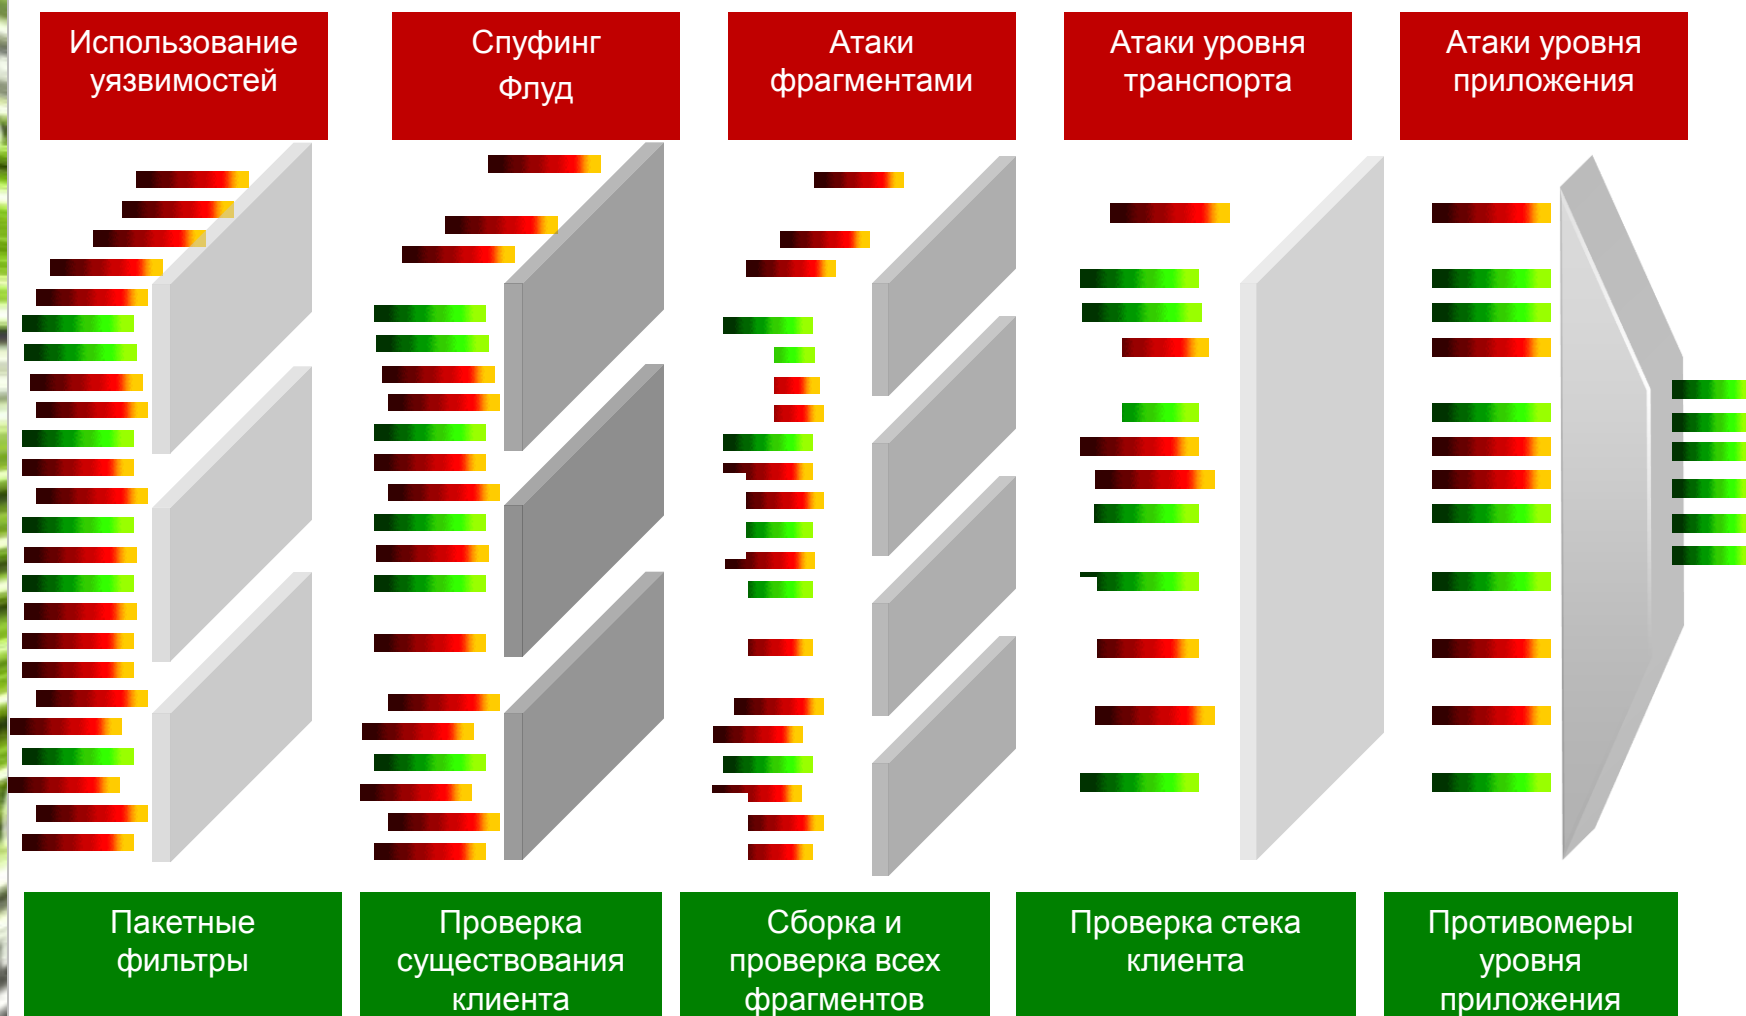 Использование
уязвимостей
Спуфинг
Флуд
Атаки
фрагментами
Атаки уровня
транспорта
Атаки уровня
приложения
Пакетные
фильтры
Проверка
существования
клиента
Сборка и
проверка всех
фрагментов
Проверка стека
клиента
Противомеры
уровня
приложения